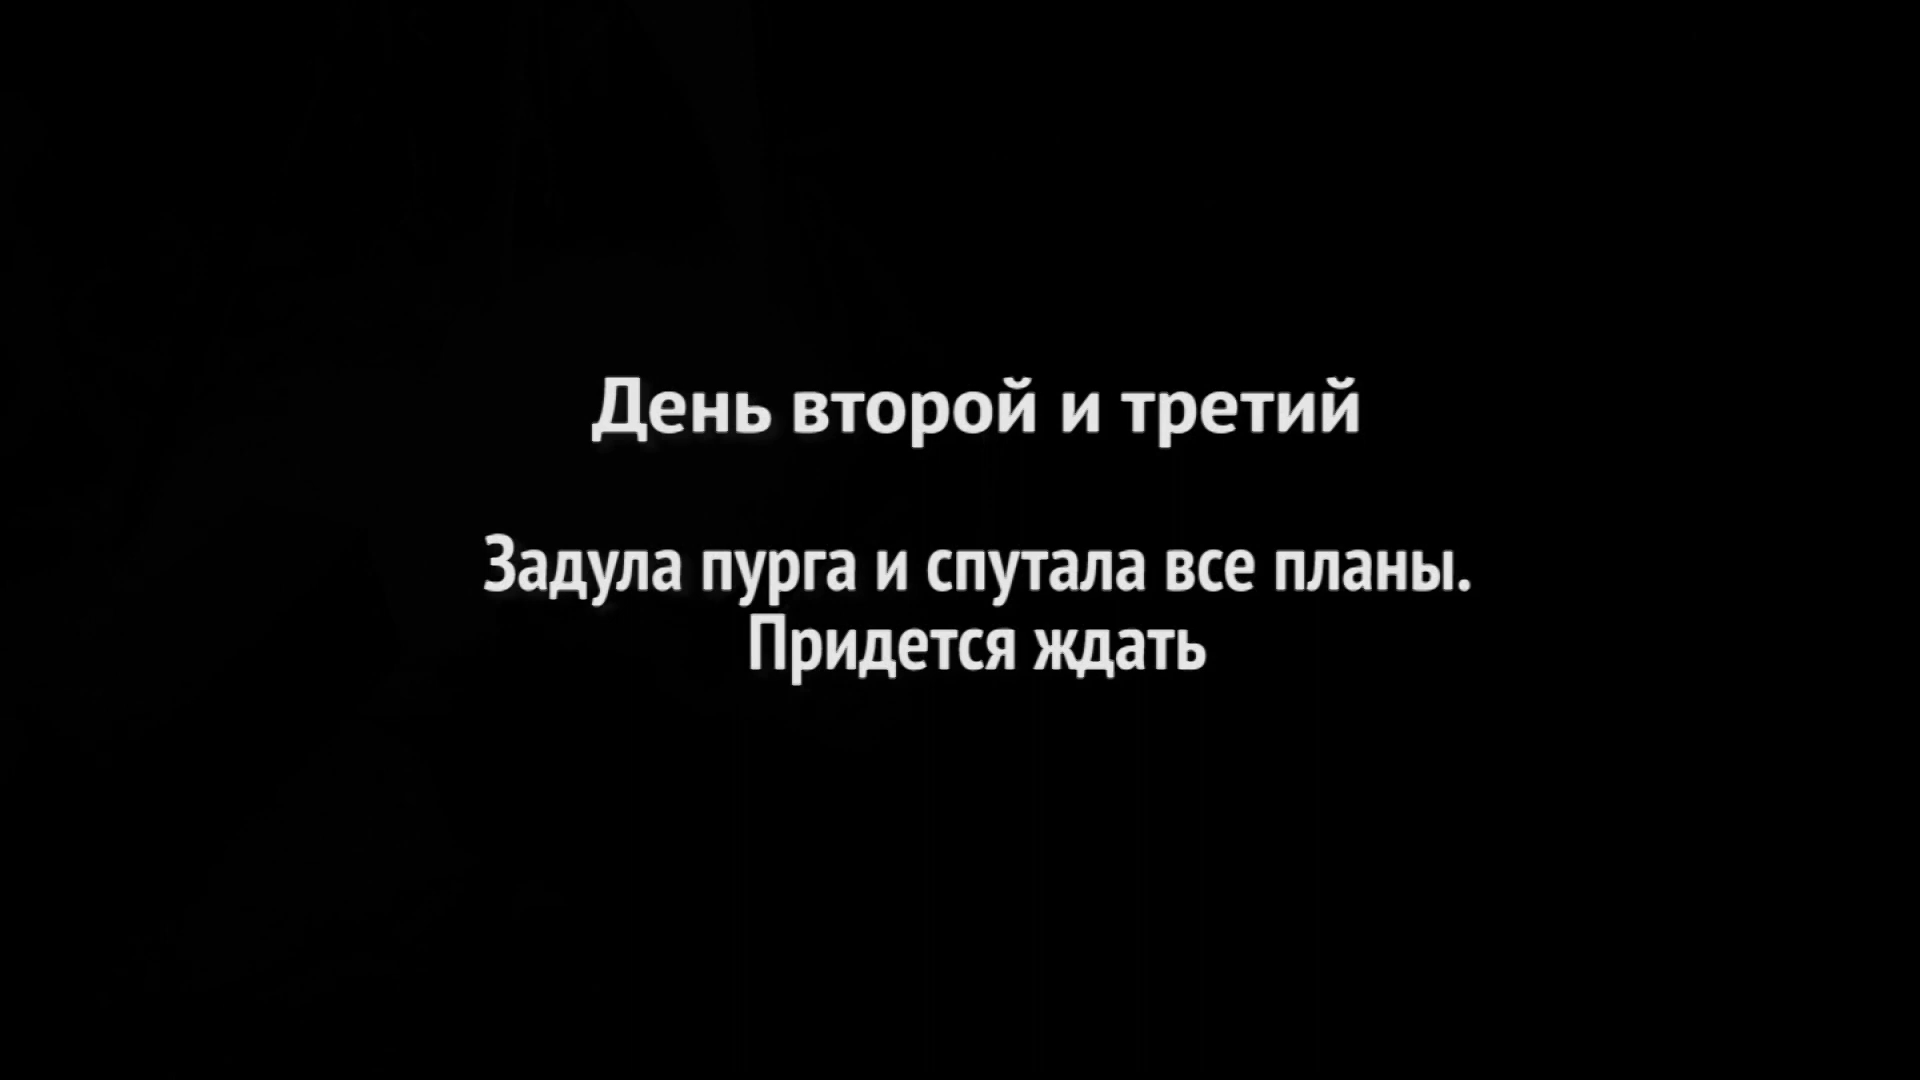 День второй и третий
Задула пурга и спутала все планы.
Придется ждать